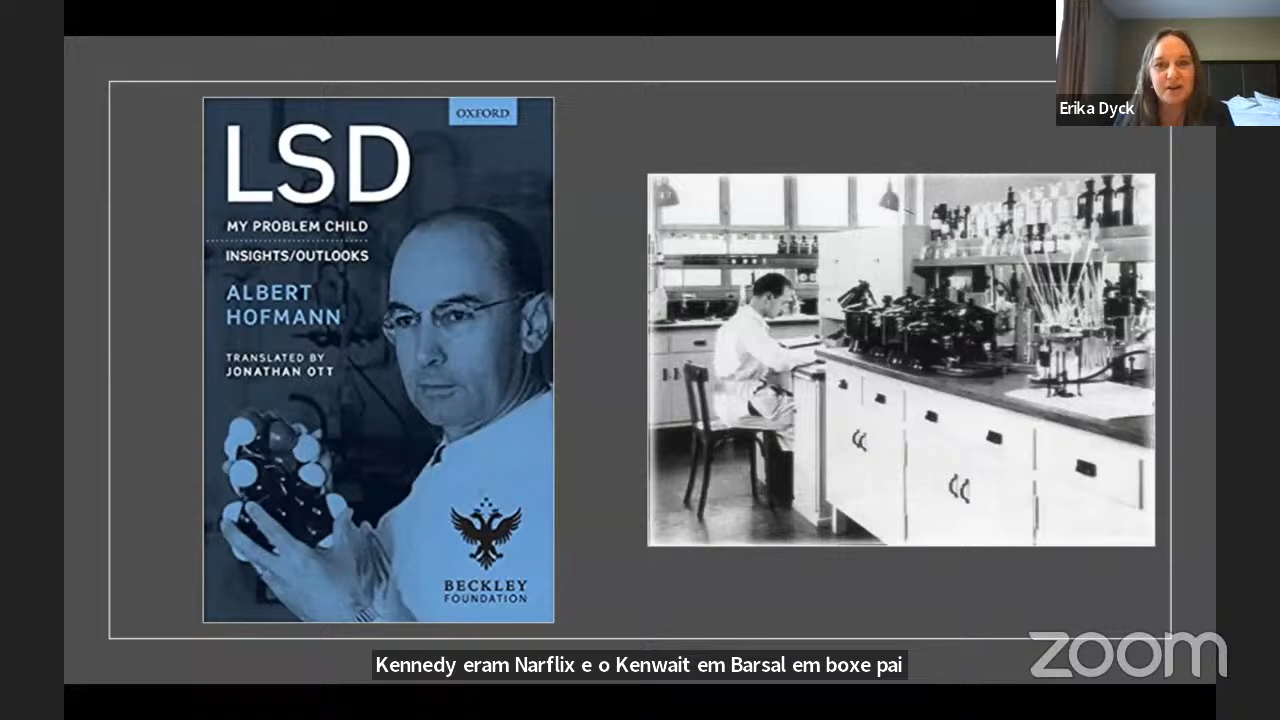 OXFORD
LSD
MY PROBLEM CHILD
INSIGHTS/OUTLOOKS
ALBERT
HOFMANN
TRANSLATED BY
JONATHAN OTT
BECKLEY
FOUNDATION
Erika Dyck
Kennedy eram Narflix e o Kenwait em Barsal em boxe pai
zoom